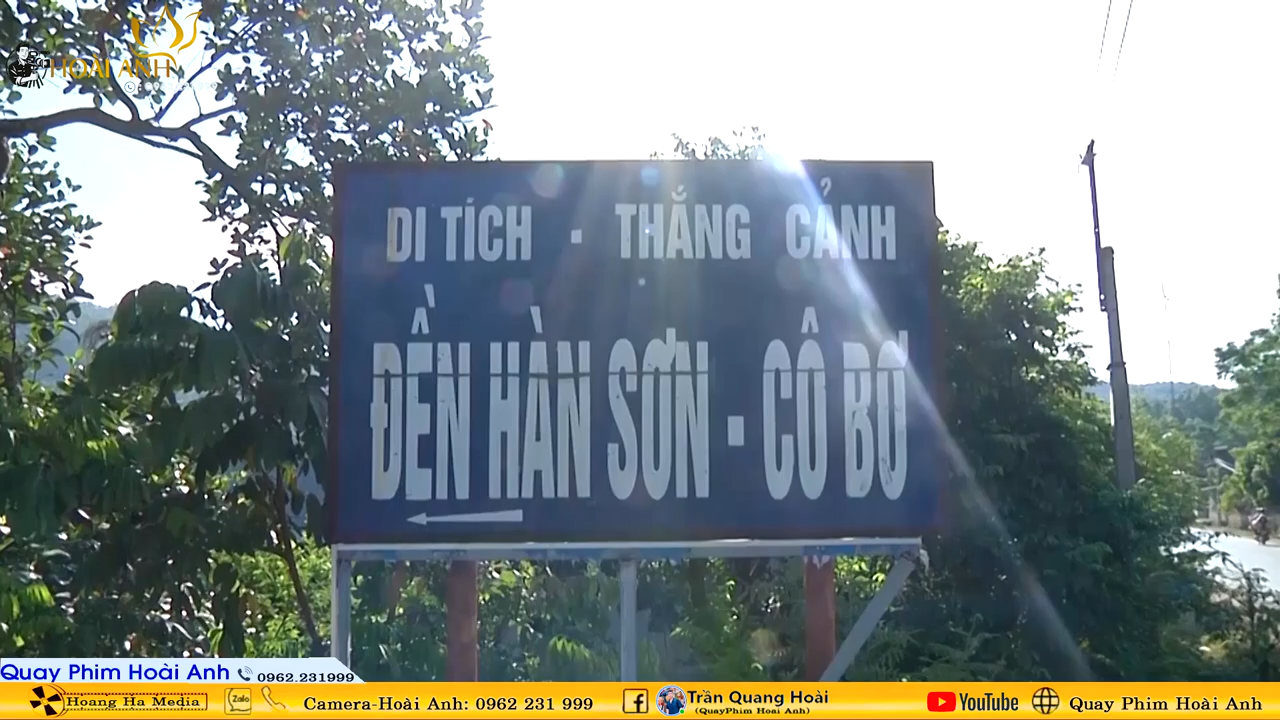 HOÀI ANH
DI TÍCH - THẮNG CẢNH
ĐỀN HÀN SƠN - CÔ BƠ
Quay Phim Hoài Anh 0962.231999
Hoang Ha Media Zalo Camera-Hoài Anh: 0962 231 999 Trần Quang Hoài YouTube Quay Phim Hoài Anh
(QuayPhim Hoai Anh)